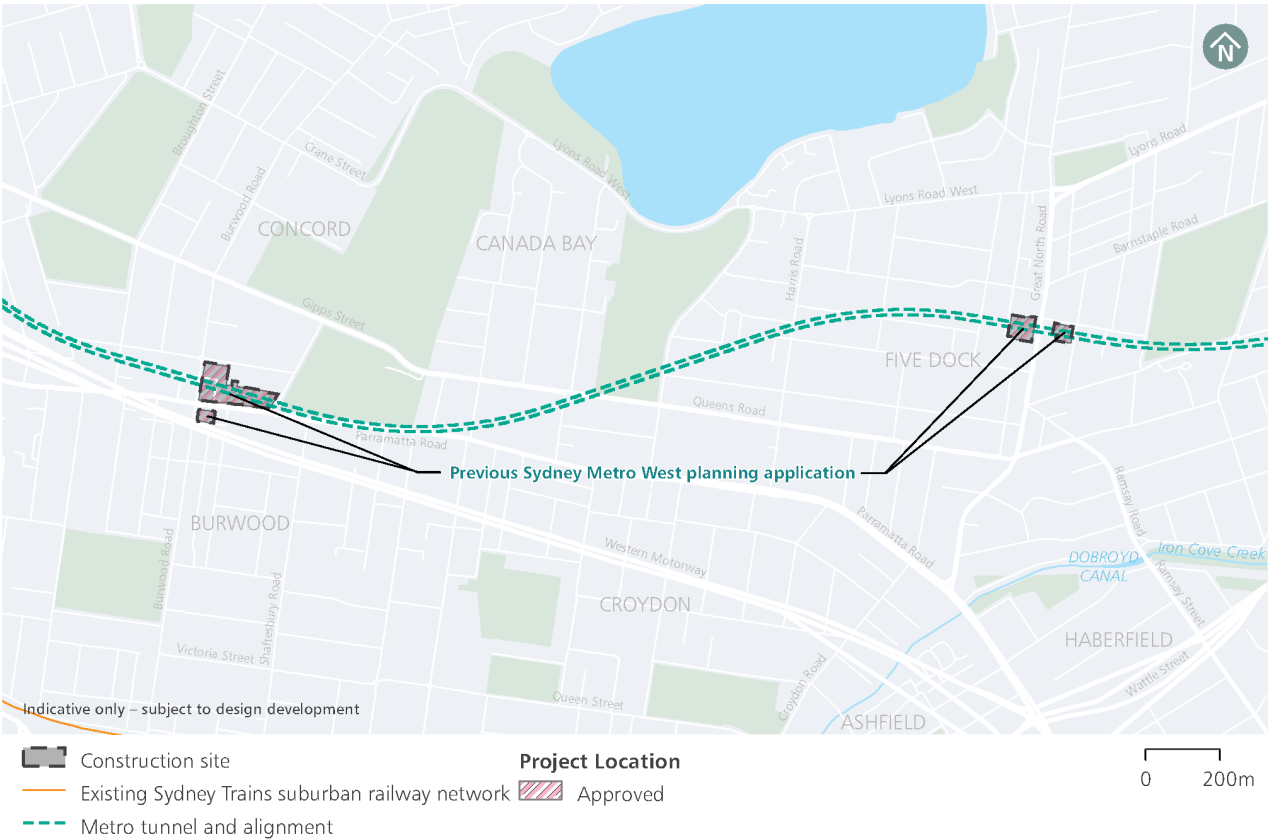 N
Broughton Street
Crane Street
Lyons Road West
Lyons Road
Burwood Road
Lyons Road West
CONCORD
CANADA BAY
Great North Road
Barnstaple Road
Harris Road
Gipps Street
FIVE DOCK
Queens Road
Parramatta Road
Previous Sydney Metro West planning application
Ramsay Road
BURWOOD
Parramatta Road
Western Motorway
Iron Cove Creek
DOBROYD
CANAL
Burwood Road
Shaftesbury Road
CROYDON
Ramsay Street
HABERFIELD
Victoria Street
Croydon Road
Wattle Street
Queen Street
Indicative only – subject to design development
ASHFIELD
Construction site
Existing Sydney Trains suburban railway network
Metro tunnel and alignment
Project Location
Approved
0 200m